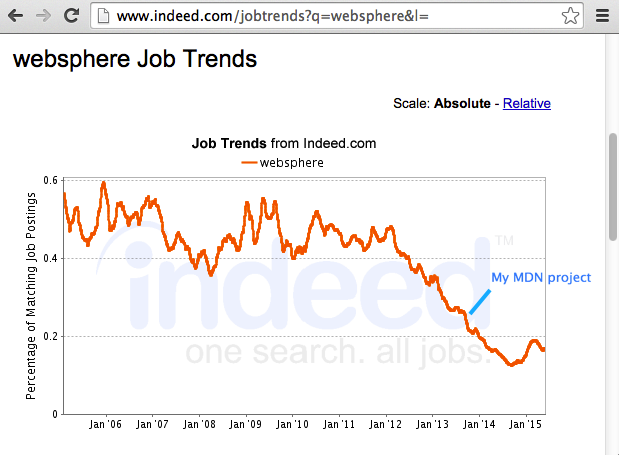 www.indeed.com/jobtrends?q=websphere&l=
websphere Job Trends
Scale: Absolute - Relative
Job Trends from Indeed.com
websphere
Percentage of Matching Job Postings
0.6
0.4
0.2
0
indeed
TM
one search. all jobs.
My MDN project
Jan '06 Jan '07 Jan '08 Jan '09 Jan '10 Jan '11 Jan '12 Jan '13 Jan '14 Jan '15